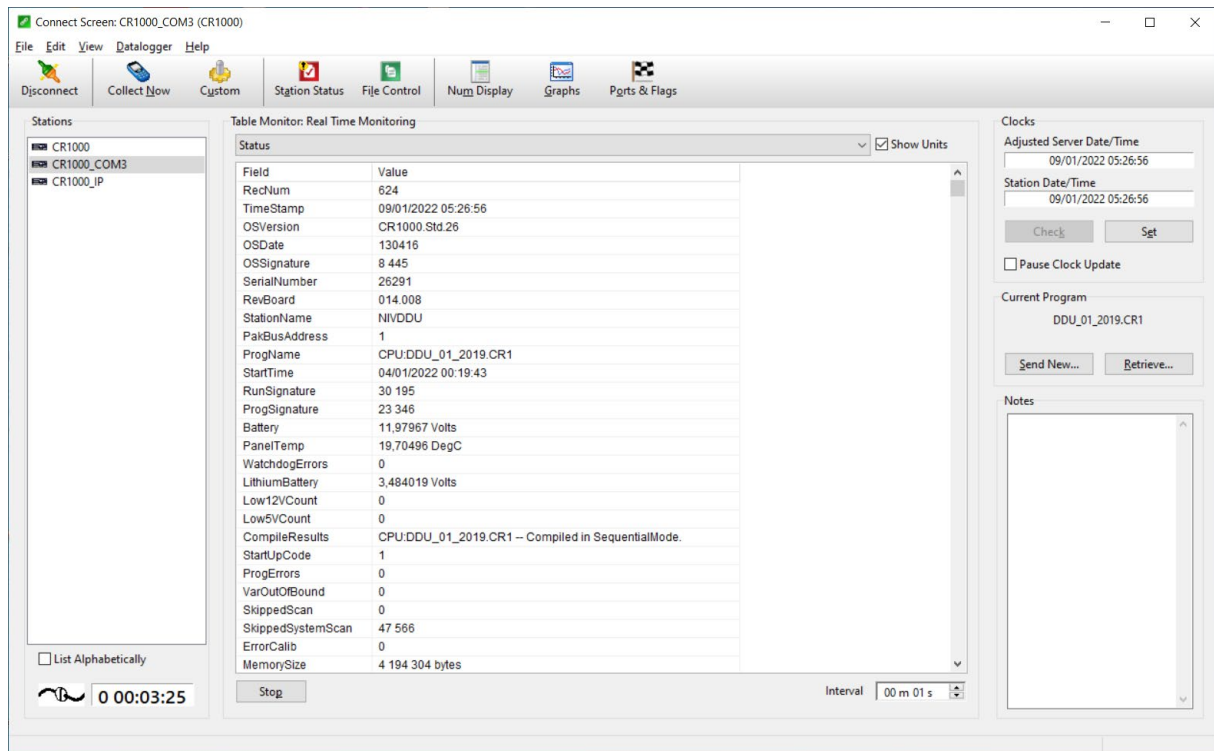 Connect Screen: CR1000_COM3 (CR1000)
File Edit View Datalogger Help
Disconnect Collect Now Custom Station Status File Control Num Display Graphs Ports & Flags
Stations
CR1000
CR1000_COM3
CR1000_IP
List Alphabetically
0 00:03:25
Table Monitor: Real Time Monitoring
Status Show Units
Field Value
RecNum 624
TimeStamp 09/01/2022 05:26:56
OSVersion CR1000.Std.26
OSDate 130416
OSSignature 8 445
SerialNumber 26291
RevBoard 014.008
StationName NIVDDU
PakBusAddress 1
ProgName CPU:DDU_01_2019.CR1
StartTime 04/01/2022 00:19:43
RunSignature 30 195
ProgSignature 23 346
Battery 11,97967 Volts
PanelTemp 19,70496 DegC
WatchdogErrors 0
LithiumBattery 3,484019 Volts
Low12VCount 0
Low5VCount 0
CompileResults CPU:DDU_01_2019.CR1 -- Compiled in SequentialMode.
StartUpCode 1
ProgErrors 0
VarOutOfBound 0
SkippedScan 0
SkippedSystemScan 47 566
ErrorCalib 0
MemorySize 4 194 304 bytes
Stop Interval 00 m 01 s
Clocks
Adjusted Server Date/Time
09/01/2022 05:26:56
Station Date/Time
09/01/2022 05:26:56
Check Set
Pause Clock Update
Current Program
DDU_01_2019.CR1
Send New... Retrieve...
Notes